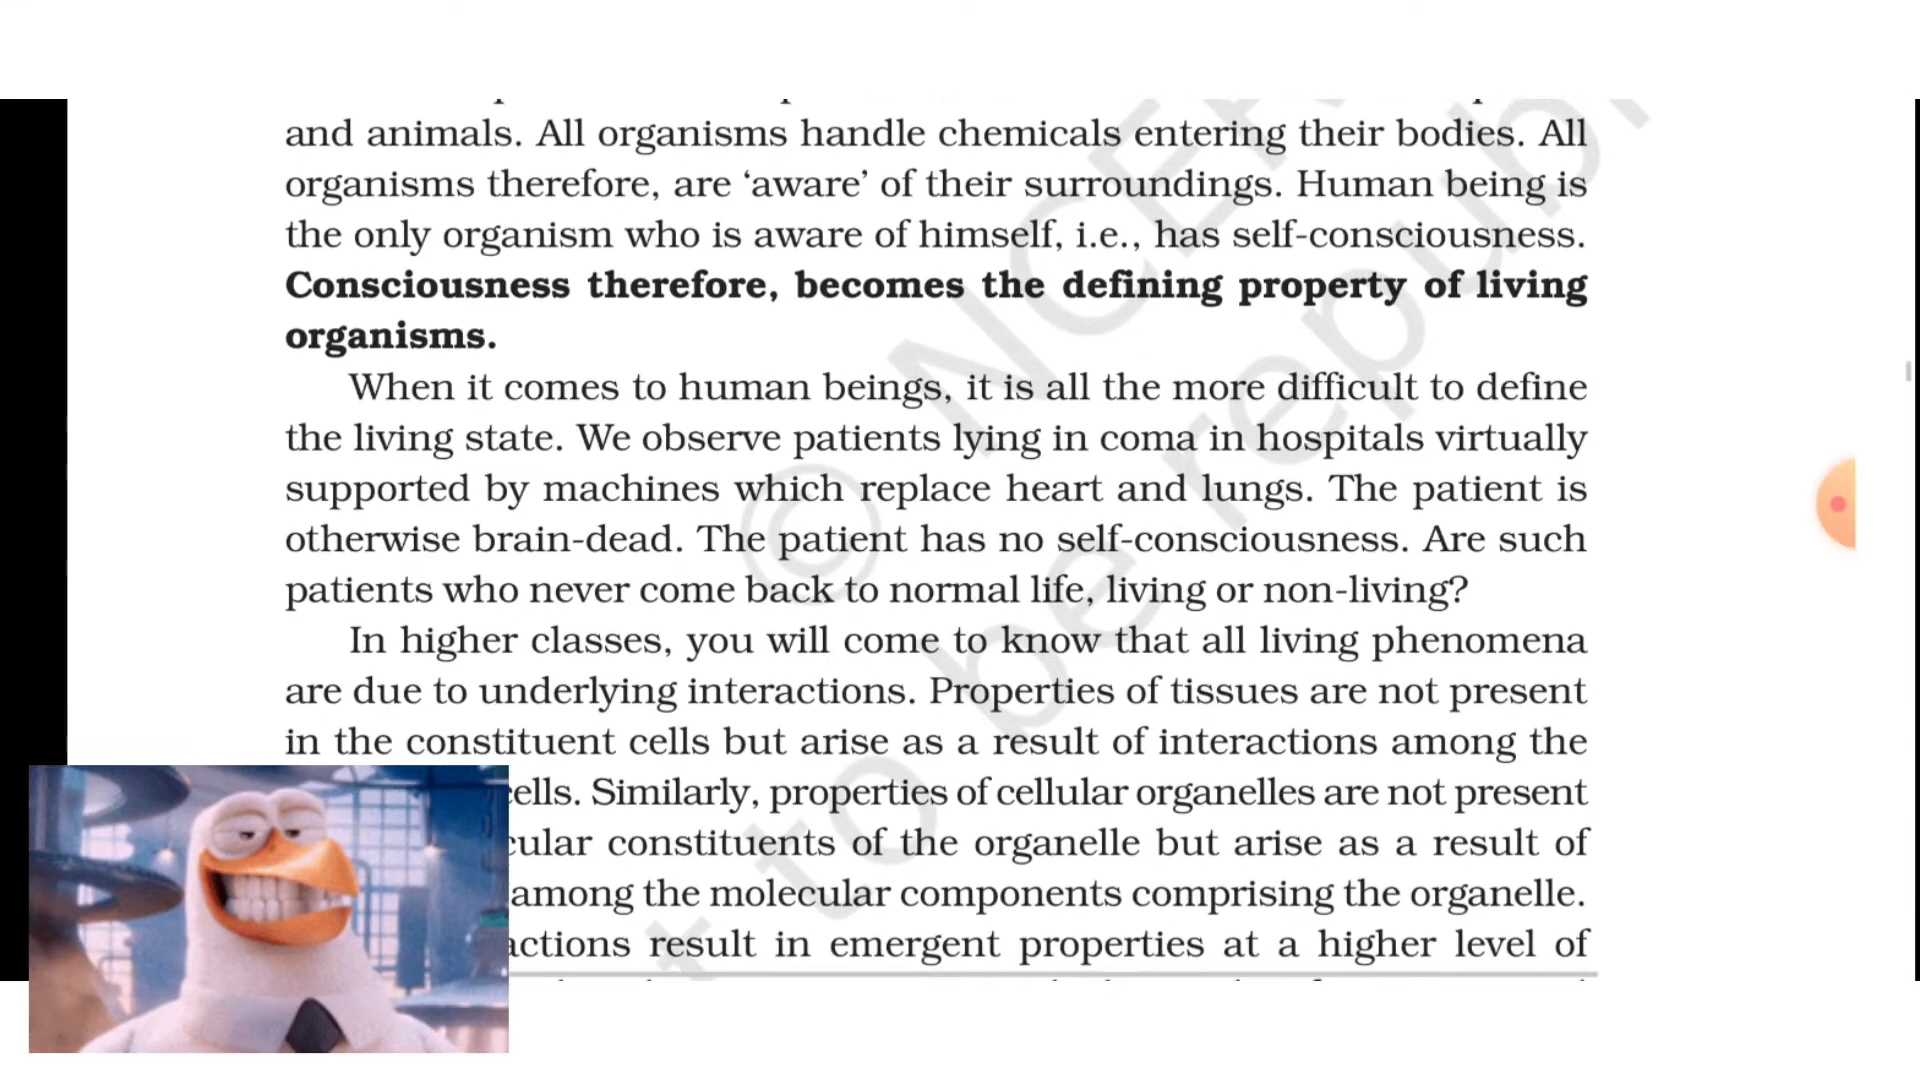 and animals. All organisms handle chemicals entering their bodies. All
organisms therefore, are ‘aware’ of their surroundings. Human being is
the only organism who is aware of himself, i.e., has self-consciousness.
Consciousness therefore, becomes the defining property of living
organisms.
When it comes to human beings, it is all the more difficult to define
the living state. We observe patients lying in coma in hospitals virtually
supported by machines which replace heart and lungs. The patient is
otherwise brain-dead. The patient has no self-consciousness. Are such
patients who never come back to normal life, living or non-living?
In higher classes, you will come to know that all living phenomena
are due to underlying interactions. Properties of tissues are not present
in the constituent cells but arise as a result of interactions among the
cells. Similarly, properties of cellular organelles are not present
cular constituents of the organelle but arise as a result of
among the molecular components comprising the organelle.
actions result in emergent properties at a higher level of
© NCER
to be republ